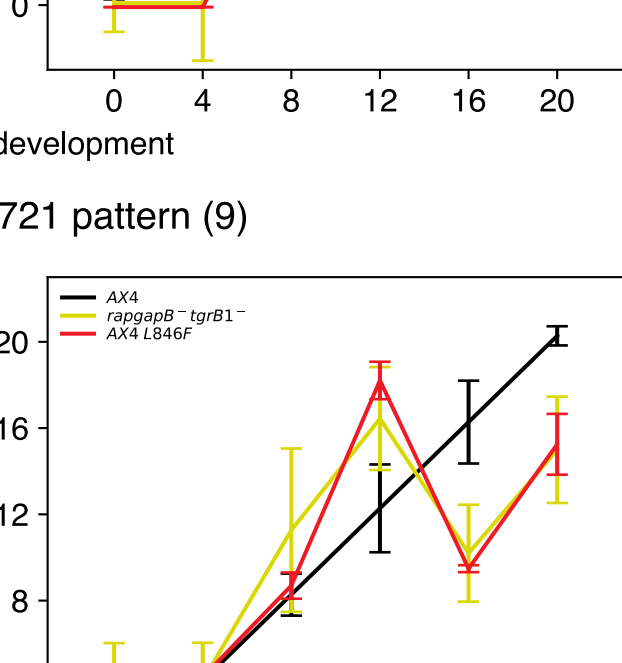 0
0 4 8 12 16 20
development
721 pattern (9)
AX4
rapgapB⁻tgrB1⁻
AX4 L846F
20
16
12
8